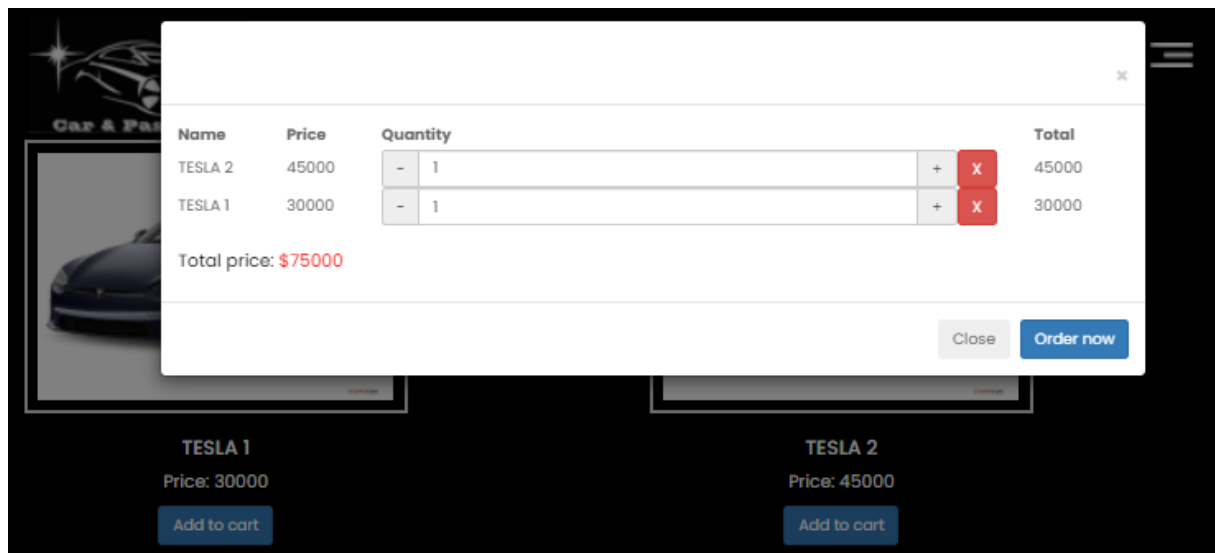 ×
Car & Pas
Name Price Quantity Total
TESLA 2 45000 - 1 + X 45000
TESLA 1 30000 - 1 + X 30000
Total price: $75000
Close Order now
TESLA 1 TESLA 2
Price: 30000 Price: 45000
Add to cart Add to cart